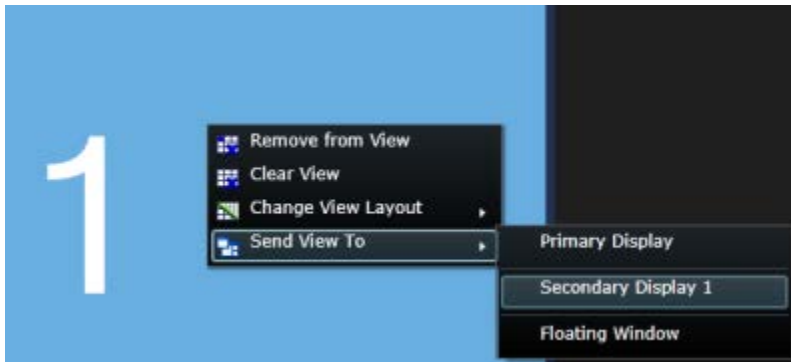 1
Remove from View
Clear View
Change View Layout
Send View To
Primary Display
Secondary Display 1
Floating Window